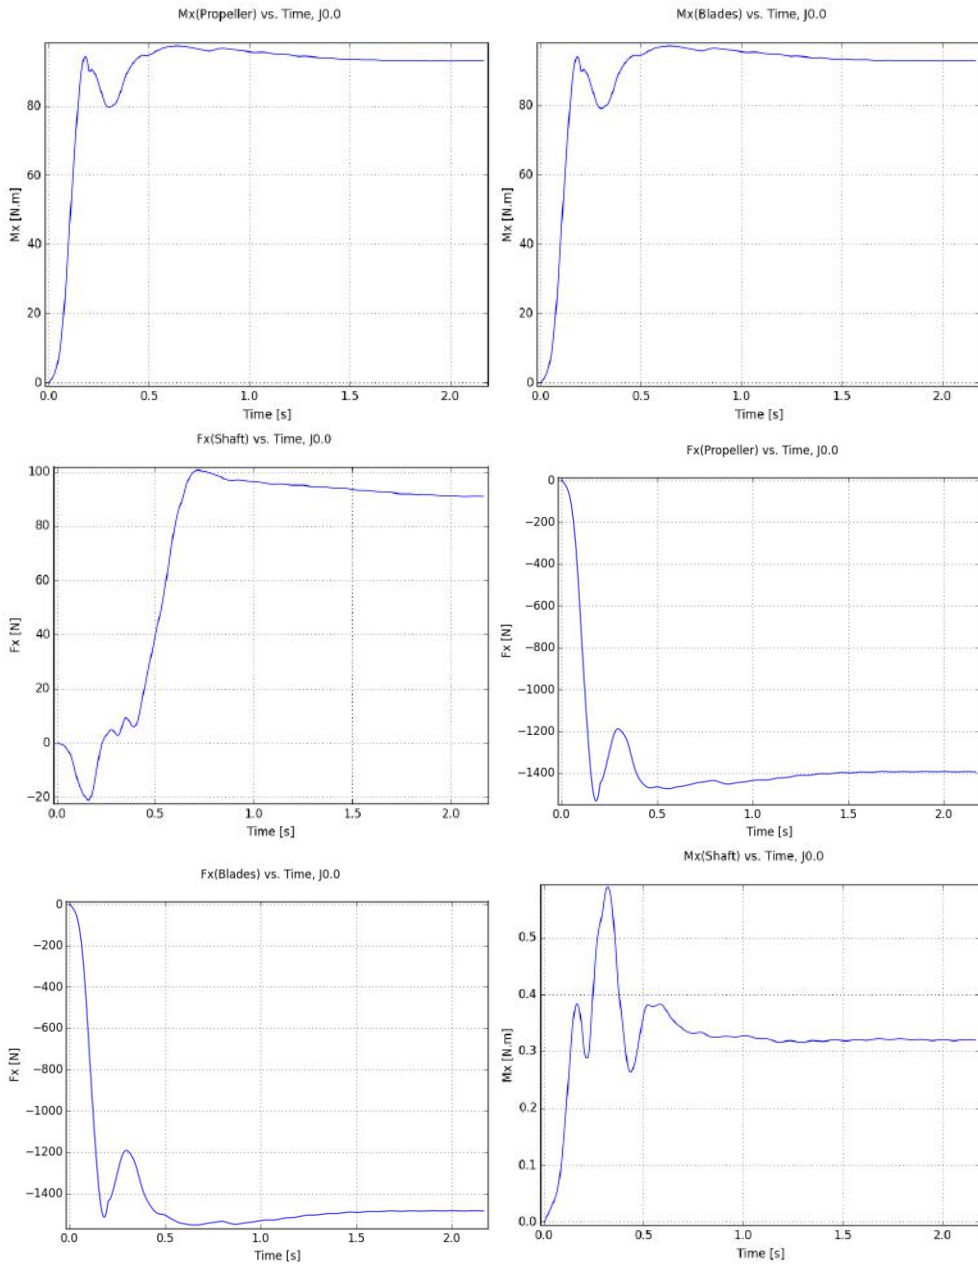 Mx(Propeller) vs. Time, J0.0
Mx [N.m]
80
60
40
20
0
0.0 0.5 1.0 1.5 2.0
Time [s]
Mx(Blades) vs. Time, J0.0
Mx [N.m]
80
60
40
20
0
0.0 0.5 1.0 1.5 2.0
Time [s]
Fx(Shaft) vs. Time, J0.0
Fx [N]
100
80
60
40
20
0
−20
0.0 0.5 1.0 1.5 2.0
Time [s]
Fx(Propeller) vs. Time, J0.0
Fx [N]
0
−200
−400
−600
−800
−1000
−1200
−1400
0.0 0.5 1.0 1.5 2.0
Time [s]
Fx(Blades) vs. Time, J0.0
Fx [N]
0
−200
−400
−600
−800
−1000
−1200
−1400
0.0 0.5 1.0 1.5 2.0
Time [s]
Mx(Shaft) vs. Time, J0.0
Mx [N.m]
0.5
0.4
0.3
0.2
0.1
0.0
0.0 0.5 1.0 1.5 2.0
Time [s]